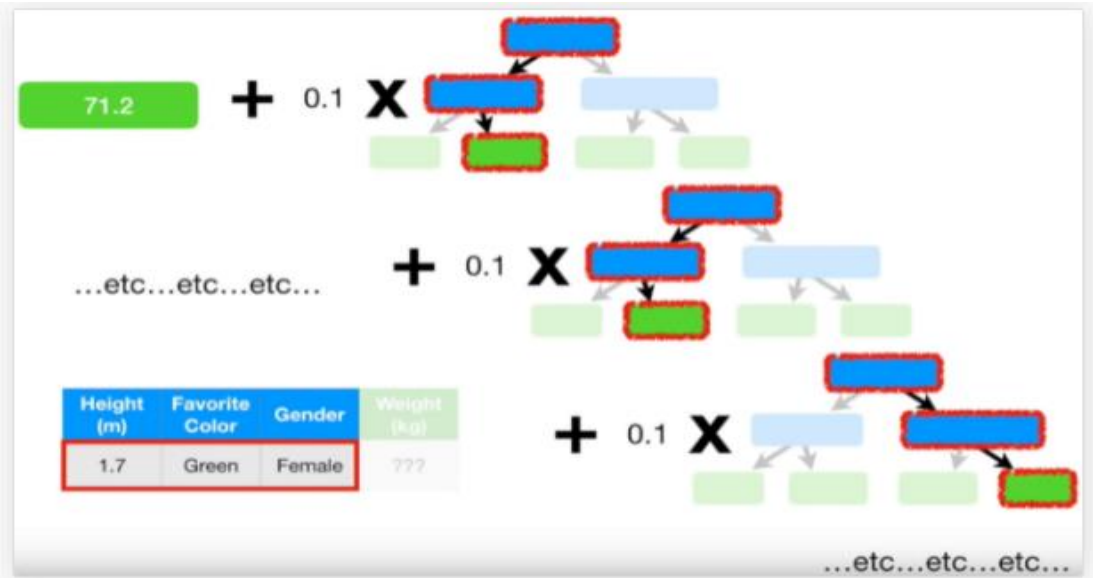 71.2 + 0.1 X
...etc...etc...etc... + 0.1 X
Height (m) Favorite Color Gender Weight (kg)
1.7 Green Female ???
+ 0.1 X
...etc...etc...etc...